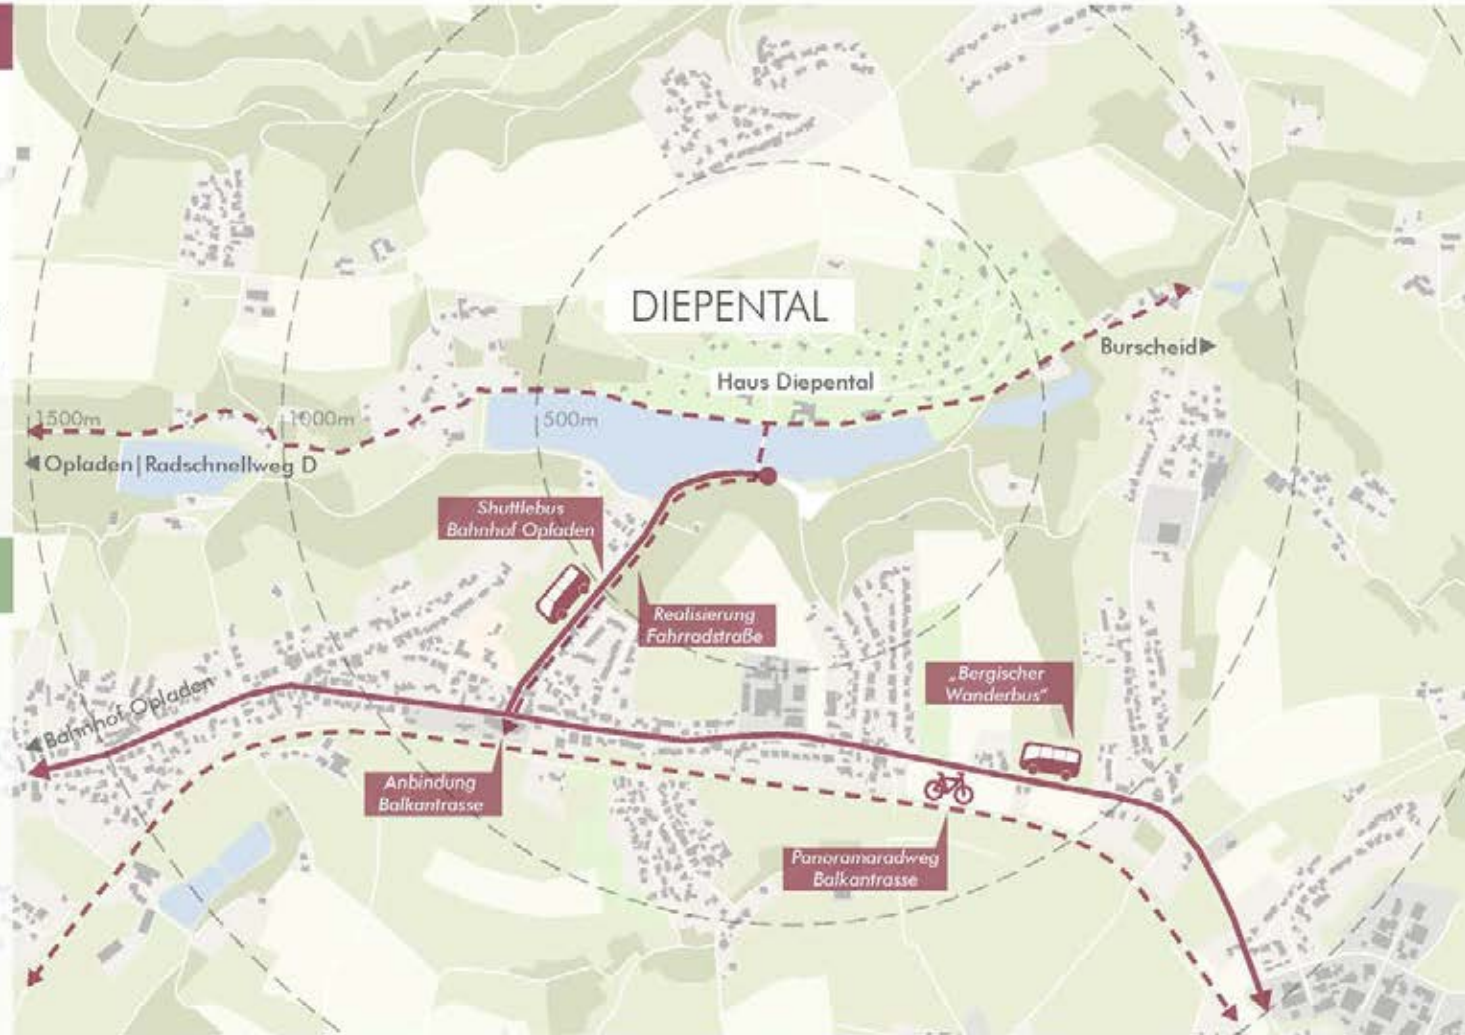 DIEPENTAL
Burscheid▶
Haus Diepental
1500m
1000m
500m
◀Opladen|Radschnellweg D
Shuttlebus
Bahnhof Opladen
Realisierung
Fahrradstraße
„Bergischer
Wanderbus“
◀Bahnhof Opladen
Anbindung
Balkantrasse
Panoramaradweg
Balkantrasse